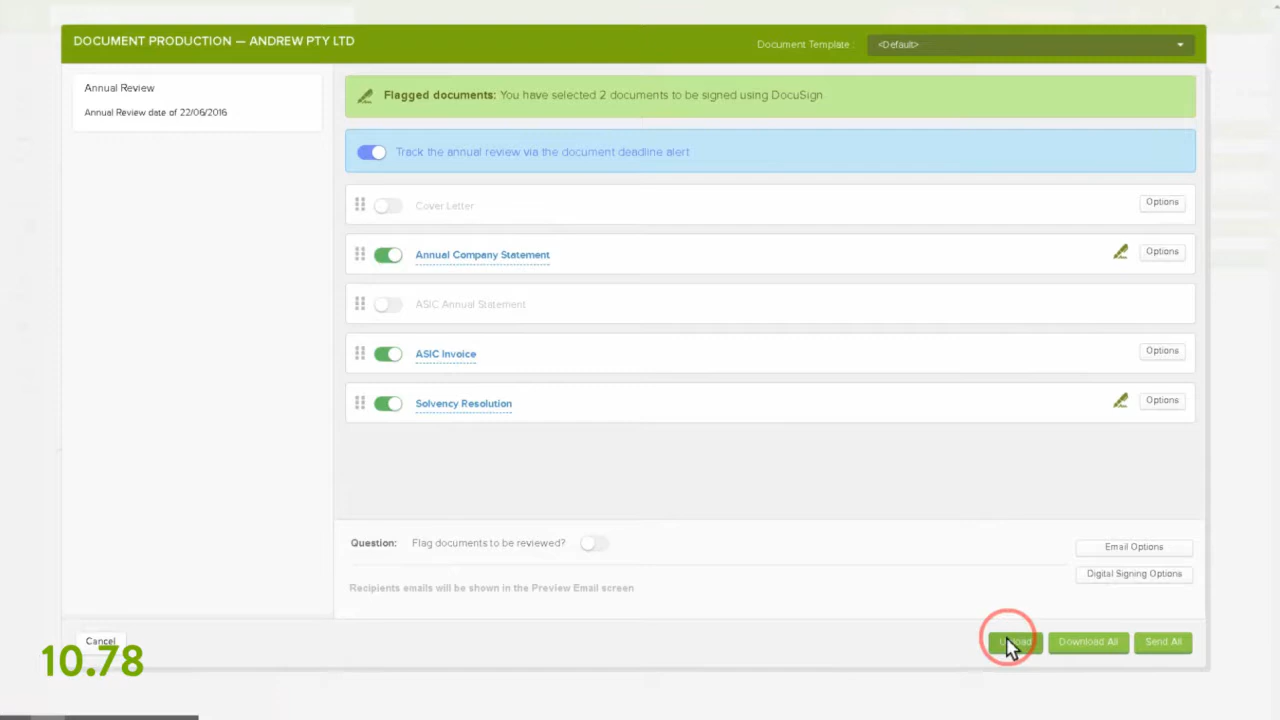 DOCUMENT PRODUCTION — ANDREW PTY LTD
Document Template :
<Default>
Annual Review
Annual Review date of 22/06/2016
Flagged documents: You have selected 2 documents to be signed using DocuSign
Track the annual review via the document deadline alert
Cover Letter
Options
Annual Company Statement
Options
ASIC Annual Statement
ASIC Invoice
Options
Solvency Resolution
Options
Question: Flag documents to be reviewed?
Email Options
Digital Signing Options
Recipients emails will be shown in the Preview Email screen
Cancel
Upload
Download All
Send All
10.78